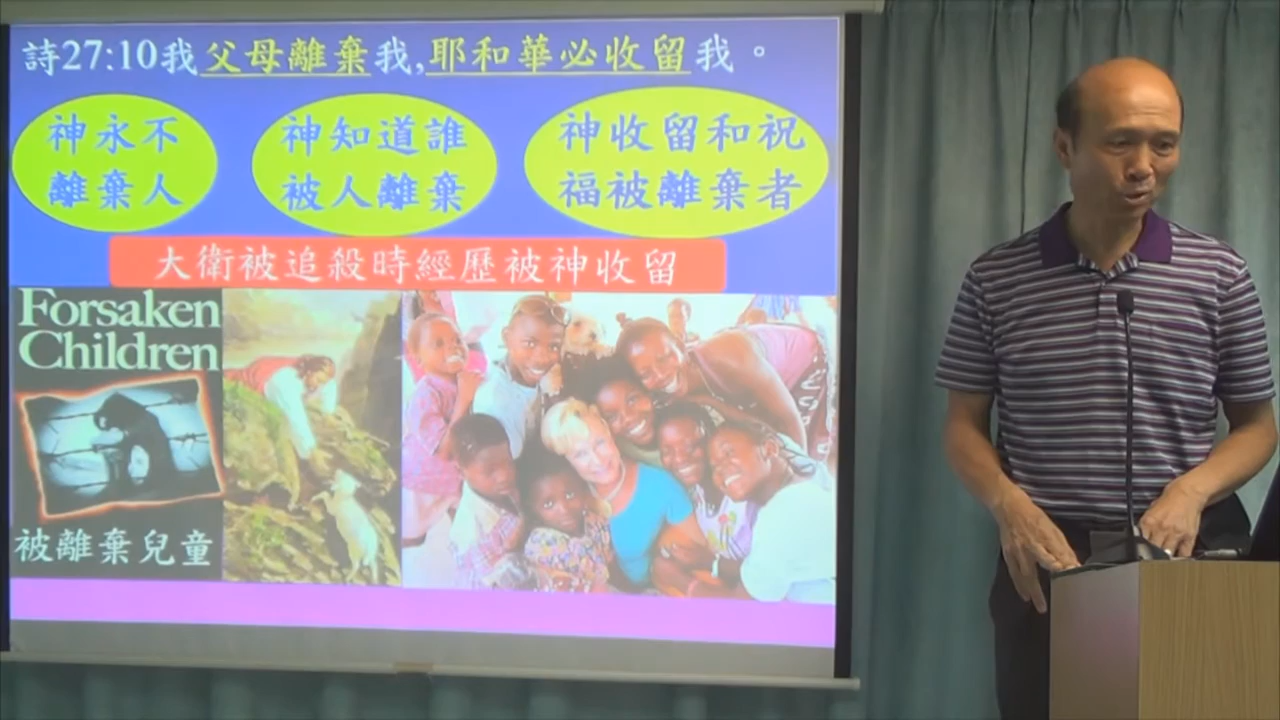 詩27:10我父母離棄我,耶和華必收留我。
神永不
離棄人
神知道誰
被人離棄
神收留和祝
福被離棄者
大衛被追殺時經歷被神收留
Forsaken
Children
被離棄兒童